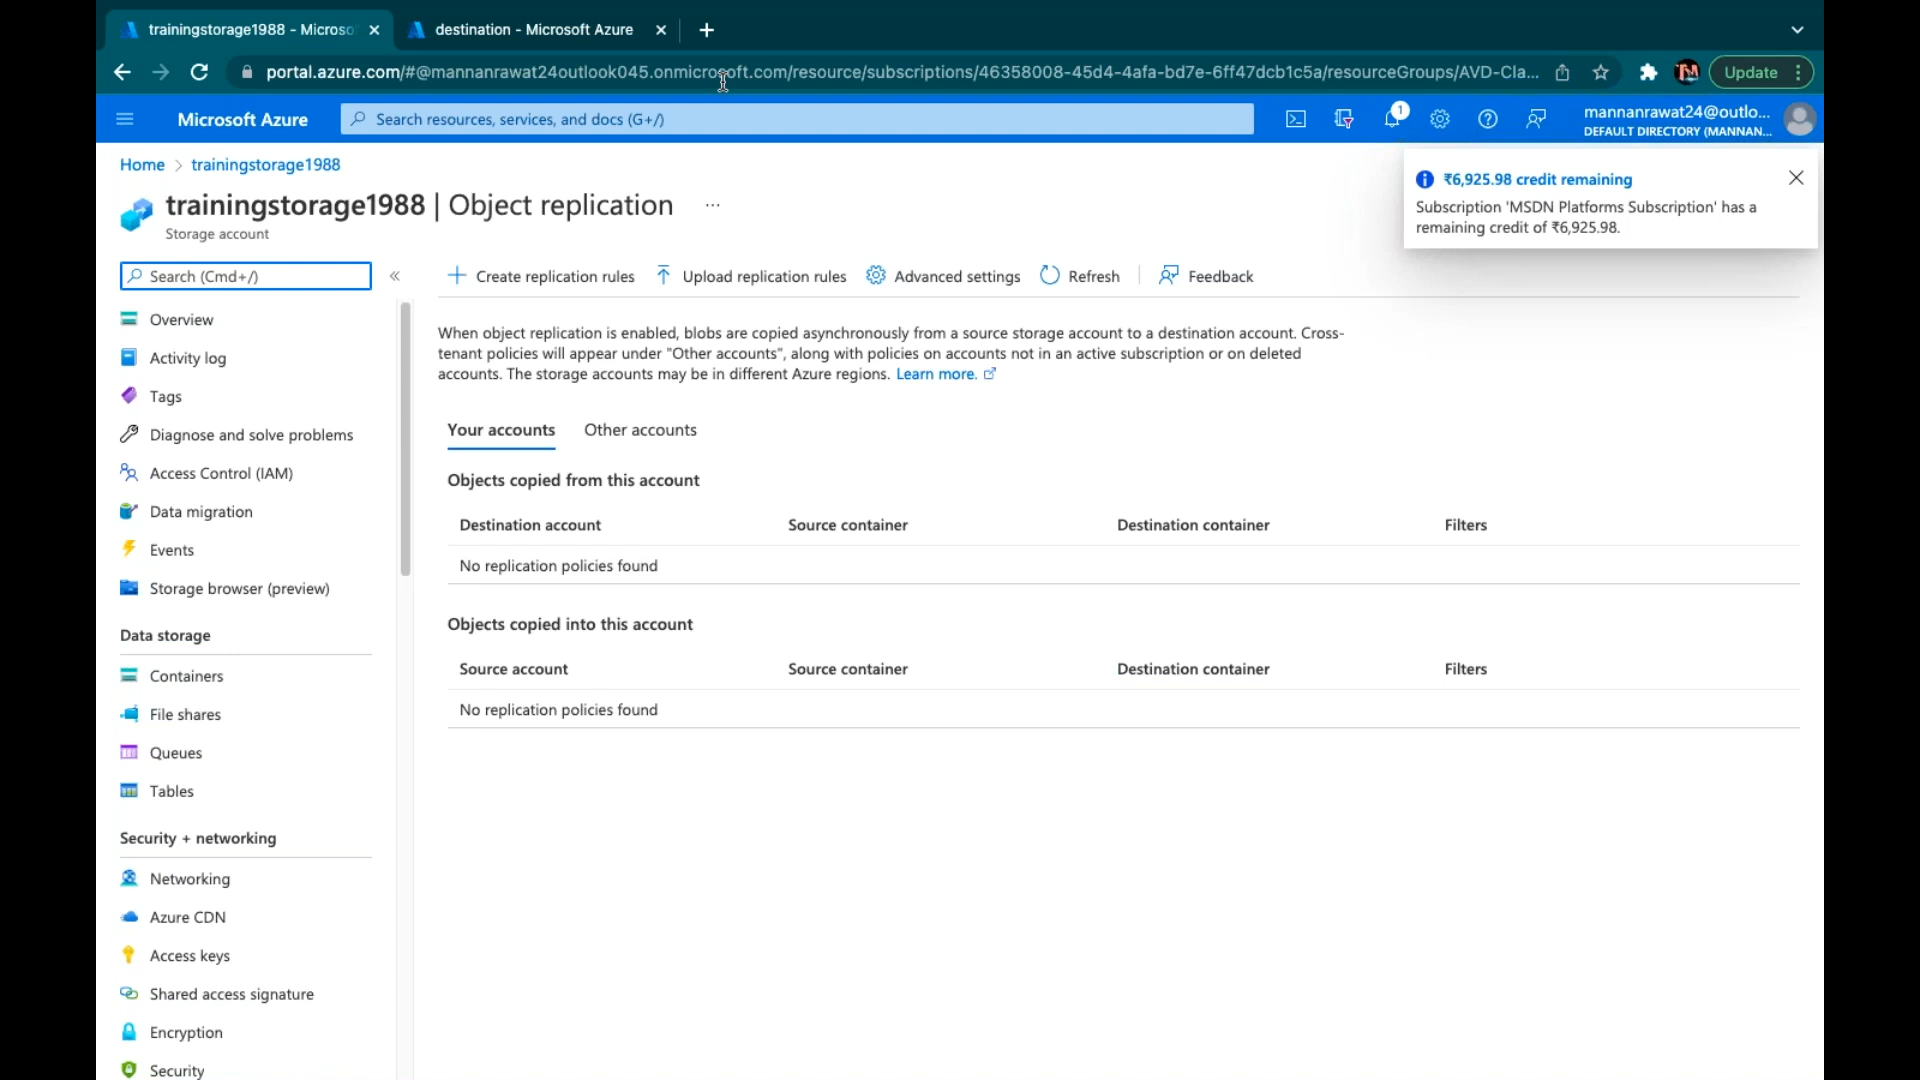 trainingstorage1988 - Microso
destination - Microsoft Azure
portal.azure.com/#@mannanrawat24outlook045.onmicrosoft.com/resource/subscriptions/46358008-45d4-4afa-bd7e-6ff47dcb1c5a/resourceGroups/AVD-Cla...
Update
Microsoft Azure
Search resources, services, and docs (G+/)
1
mannanrawat24@outlo...
DEFAULT DIRECTORY (MANNAN...
Home > trainingstorage1988
trainingstorage1988 | Object replication ...
Storage account
₹6,925.98 credit remaining
Subscription 'MSDN Platforms Subscription' has a
remaining credit of ₹6,925.98.
Search (Cmd+/)
«
Overview
Activity log
Tags
Diagnose and solve problems
Access Control (IAM)
Data migration
Events
Storage browser (preview)
Data storage
Containers
File shares
Queues
Tables
Security + networking
Networking
Azure CDN
Access keys
Shared access signature
Encryption
Security
Create replication rules
Upload replication rules
Advanced settings
Refresh
Feedback
When object replication is enabled, blobs are copied asynchronously from a source storage account to a destination account. Cross-
tenant policies will appear under "Other accounts", along with policies on accounts not in an active subscription or on deleted
accounts. The storage accounts may be in different Azure regions. Learn more.
Your accounts
Other accounts
Objects copied from this account
Destination account Source container Destination container Filters
No replication policies found
Objects copied into this account
Source account Source container Destination container Filters
No replication policies found